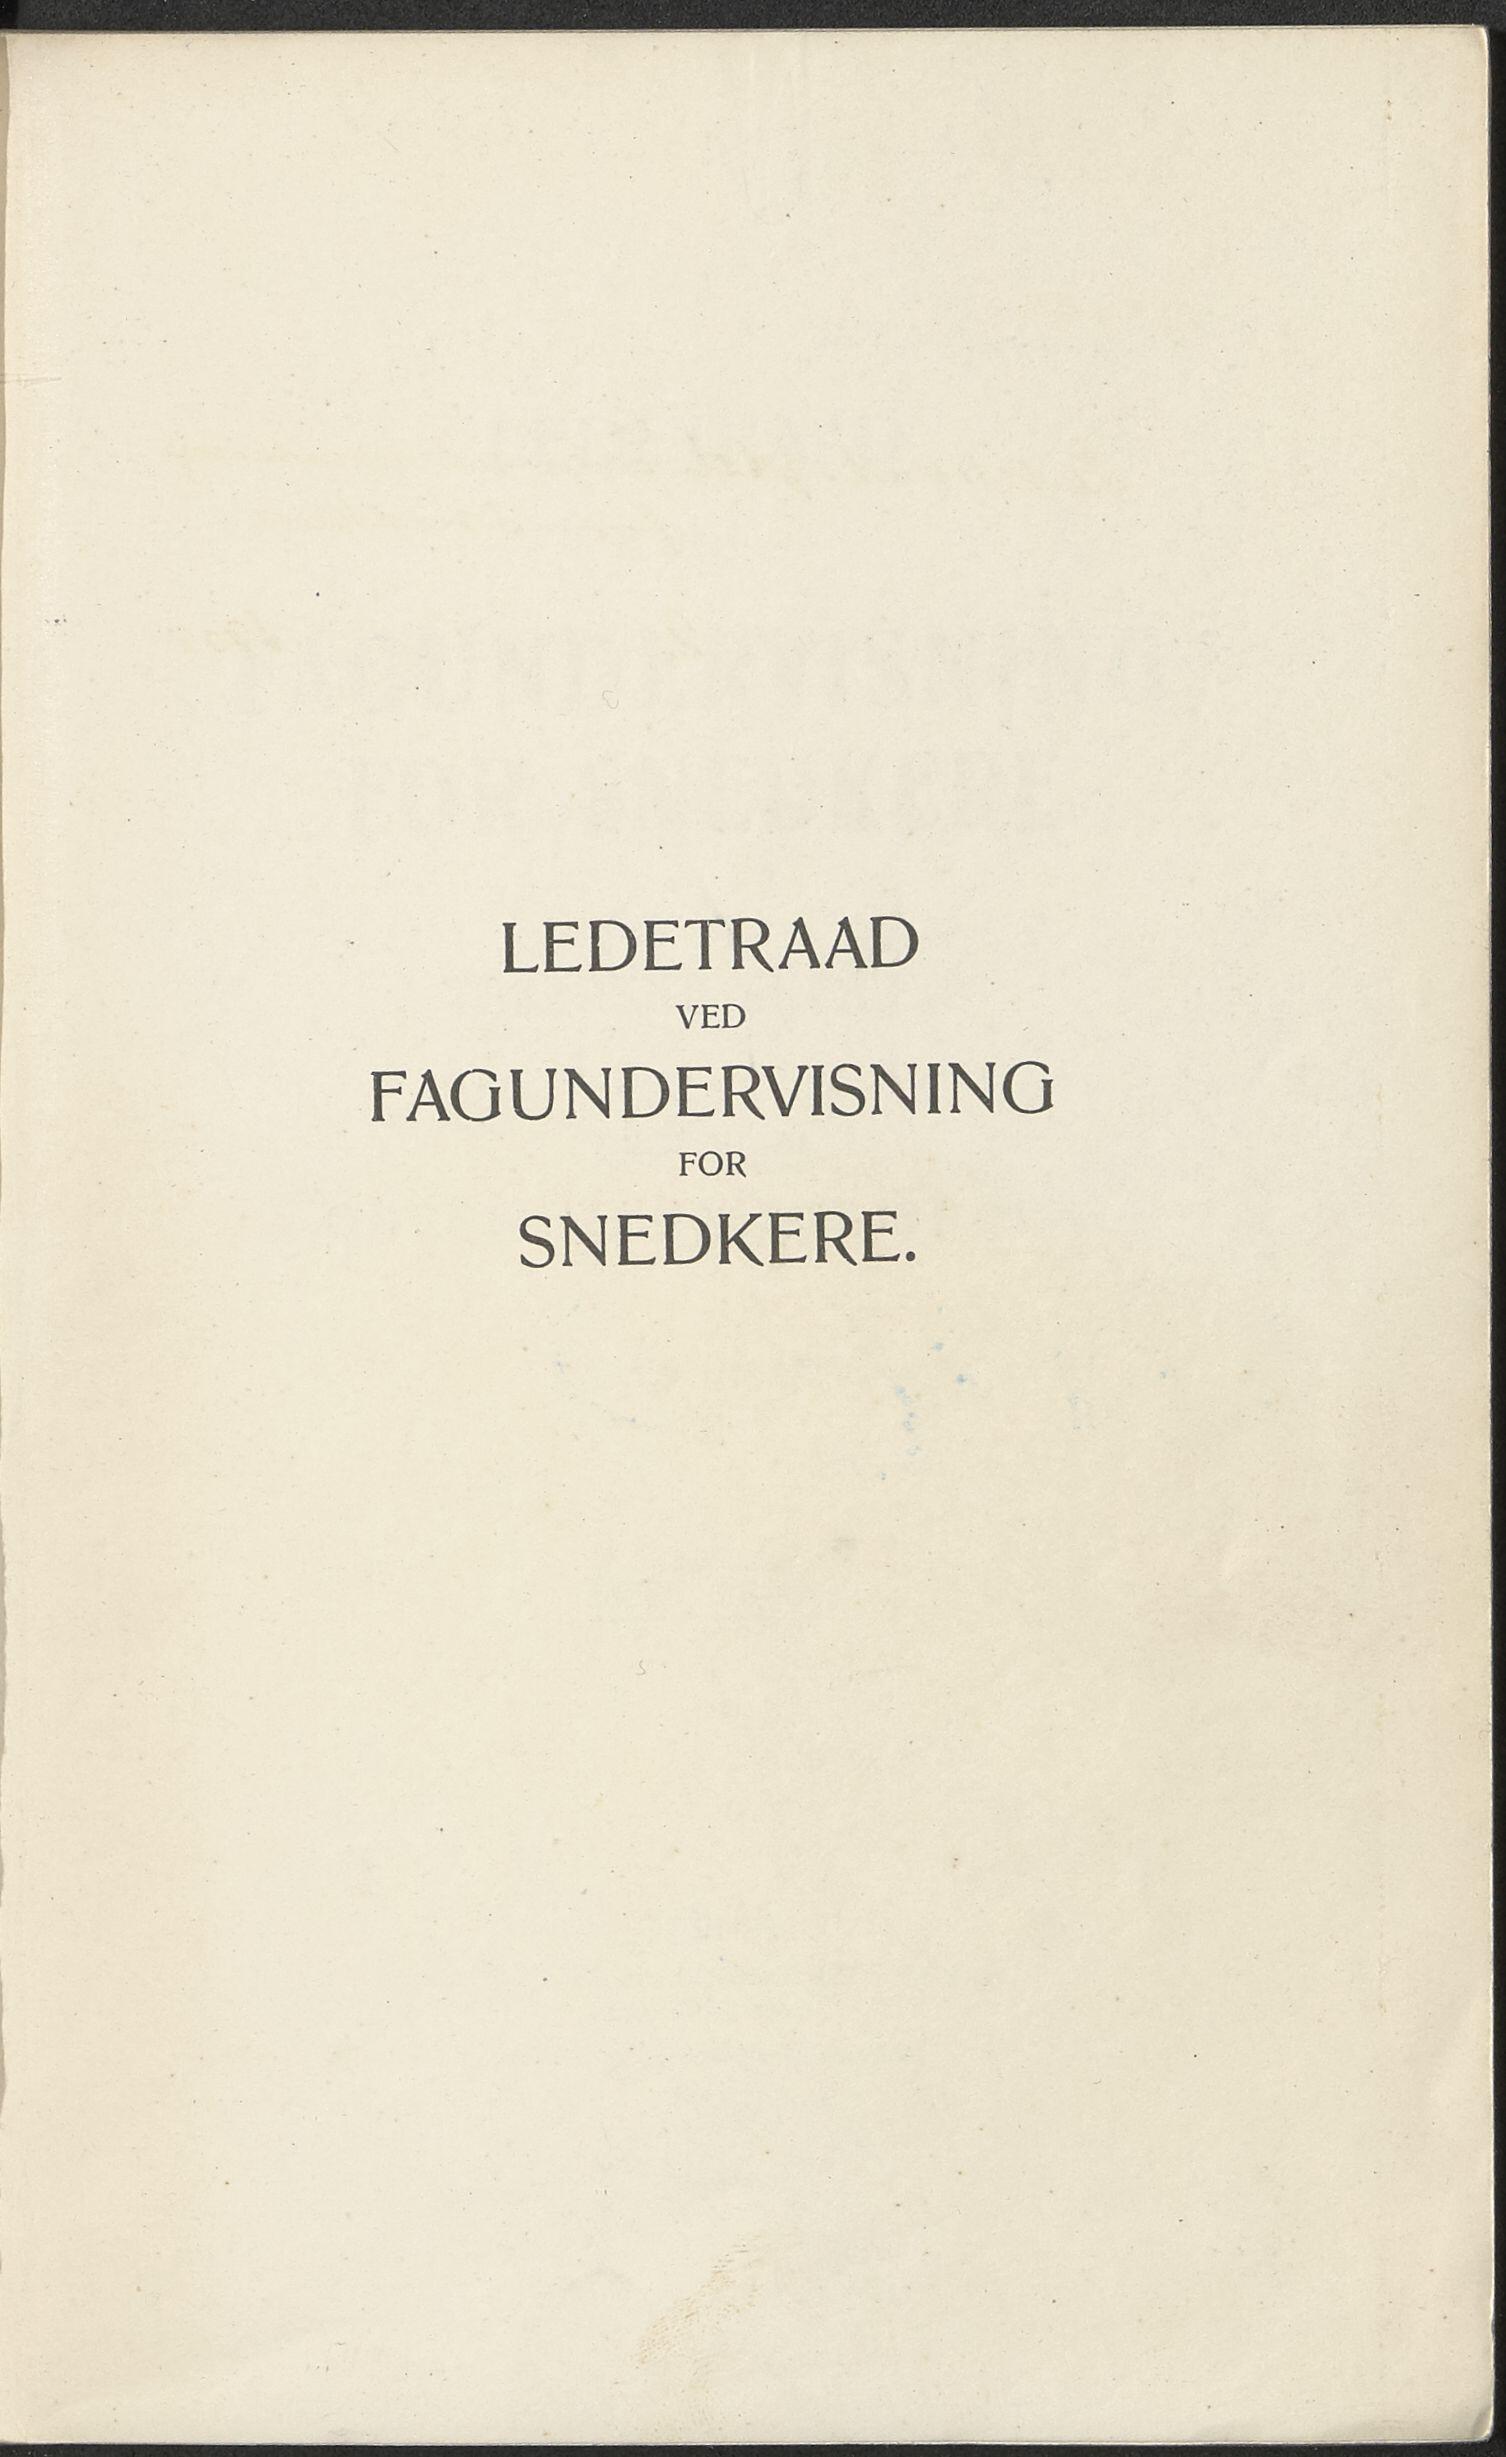 LEDETRAAD
VED
FAGUNDERVISNING
FOR
SNEDKERE.